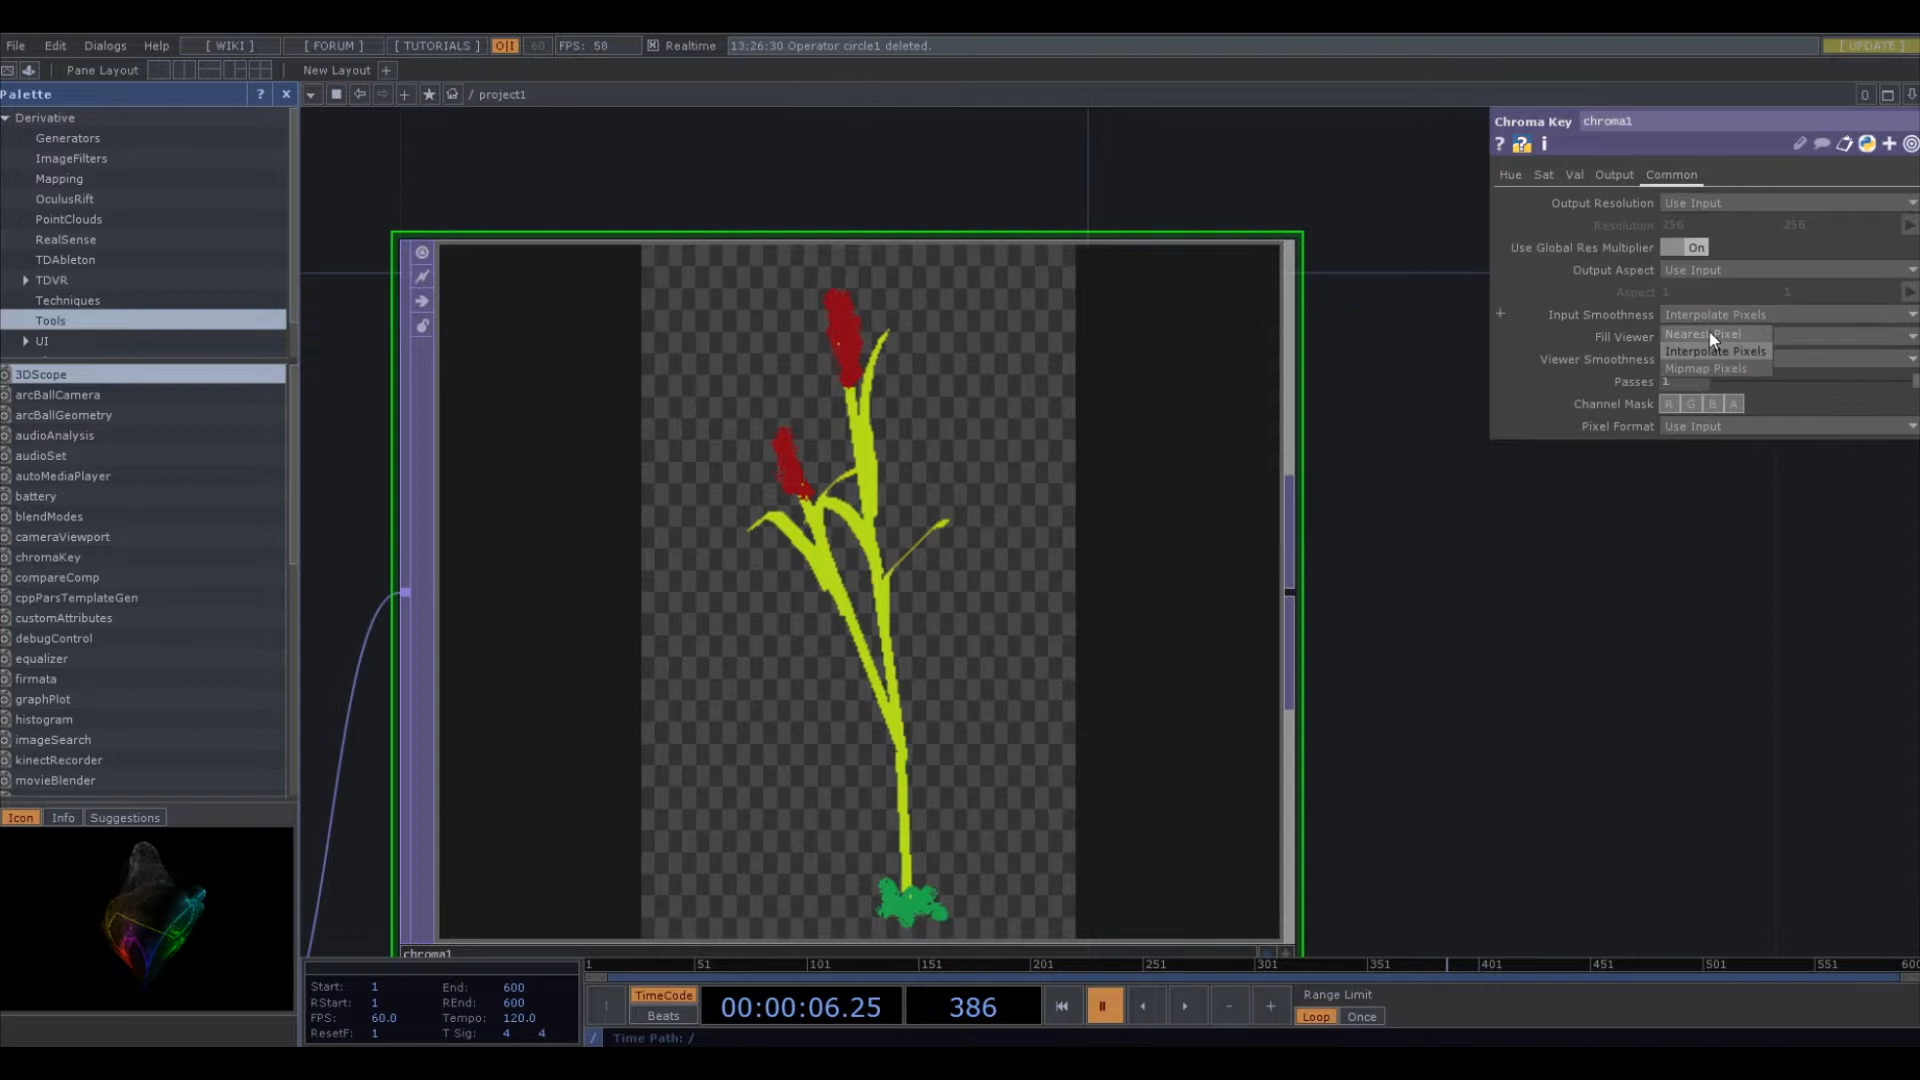 File Edit Dialogs Help [ WIKI ] [ FORUM ] [ TUTORIALS ] O|I 60 FPS: 58 Realtime 13:26:30 Operator circle1 deleted. [ UPDATE ]
Pane Layout New Layout +
Palette ? x / project1 0
Derivative
Generators
ImageFilters
Mapping
OculusRift
PointClouds
RealSense
TDAbleton
TDVR
Techniques
Tools
UI
3DScope
arcBallCamera
arcBallGeometry
audioAnalysis
audioSet
autoMediaPlayer
battery
blendModes
cameraViewport
chromaKey
compareComp
cppParsTemplateGen
customAttributes
debugControl
equalizer
firmata
graphPlot
histogram
imageSearch
kinectRecorder
movieBlender
Icon Info Suggestions
Chroma Key chroma1
? ? i
Hue Sat Val Output Common
Output Resolution Use Input
Resolution 256 256
Use Global Res Multiplier On
Output Aspect Use Input
Aspect 1 1
+ Input Smoothness Interpolate Pixels
Fill Viewer
Nearest Pixel
Interpolate Pixels
Viewer Smoothness
Mipmap Pixels
Passes 1
Channel Mask R G B A
Pixel Format Use Input
chroma1
1 51 101 151 201 251 301 351 401 451 501 551 600
Start: 1 End: 600
RStart: 1 REnd: 600
FPS: 60.0 Tempo: 120.0
ResetF: 1 T Sig: 4 4
TimeCode
Beats
00:00:06.25 386
- +
Range Limit
Loop Once
/ Time Path: /